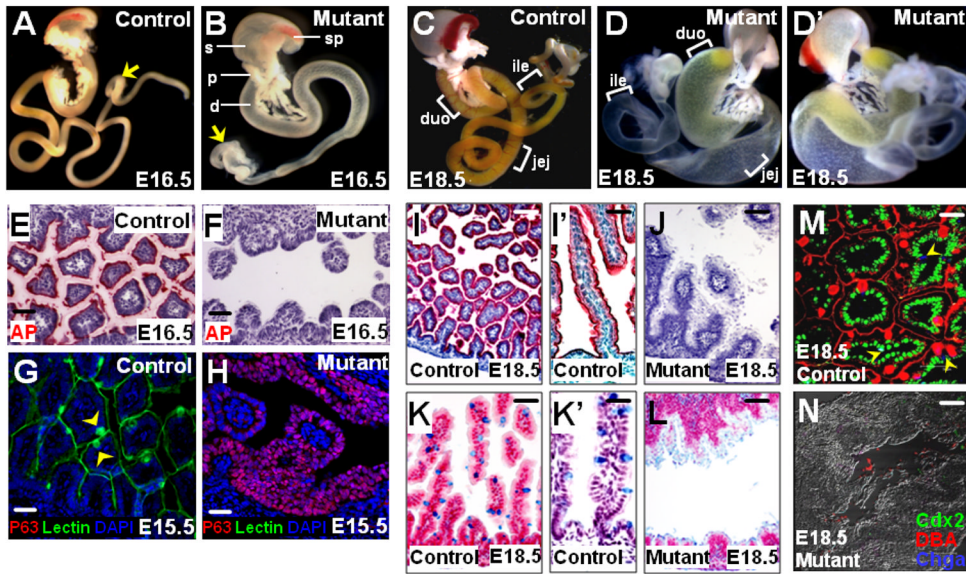 A Control
E16.5
B Mutant
s
sp
p
d
E16.5
C Control
ile
duo
jej
E18.5
D Mutant
duo
ile
jej
E18.5
D' Mutant
E18.5
E Control
AP E16.5
F Mutant
AP E16.5
G Control
P63 Lectin DAPI E15.5
H Mutant
P63 Lectin DAPI E15.5
I
Control E18.5
I'
Control
J
Mutant E18.5
K
Control E18.5
K'
Control
L
Mutant E18.5
M
E18.5
Control
N
Cdx2
E18.5 DBA
Mutant Chga